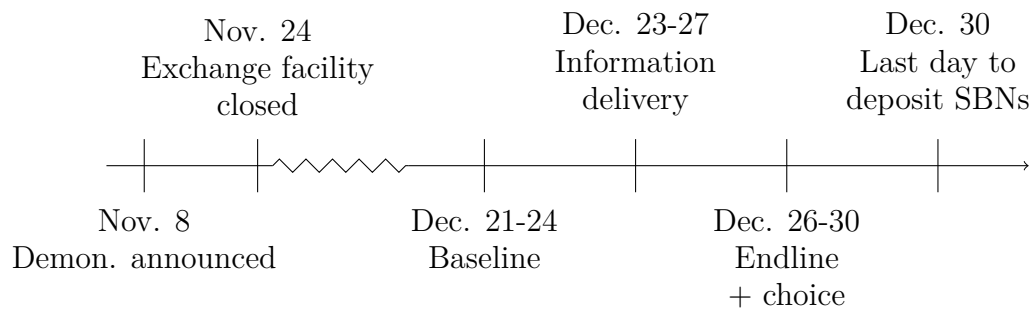 Nov. 24
Exchange facility
closed
Dec. 23-27
Information
delivery
Dec. 30
Last day to
deposit SBNs
Nov. 8
Demon. announced
Dec. 21-24
Baseline
Dec. 26-30
Endline
+ choice